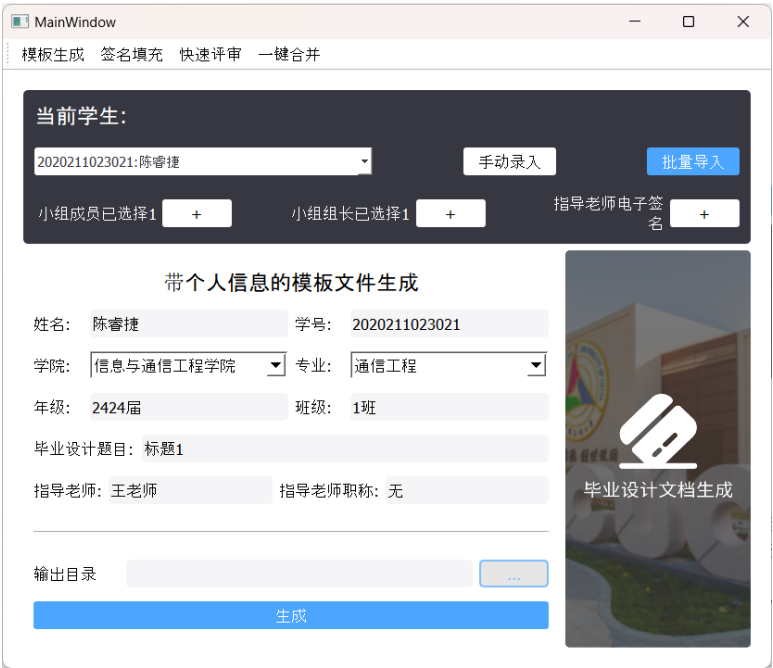 MainWindow
模板生成 签名填充 快速评审 一键合并
当前学生:
2020211023021:陈睿捷 手动录入 批量导入
小组成员已选择1 + 小组组长已选择1 + 指导老师电子签
名 +
带个人信息的模板文件生成
姓名: 陈睿捷 学号: 2020211023021
学院: 信息与通信工程学院 专业: 通信工程
年级: 2424届 班级: 1班
毕业设计题目: 标题1
指导老师: 王老师 指导老师职称: 无
毕业设计文档生成
输出目录 ...
生成